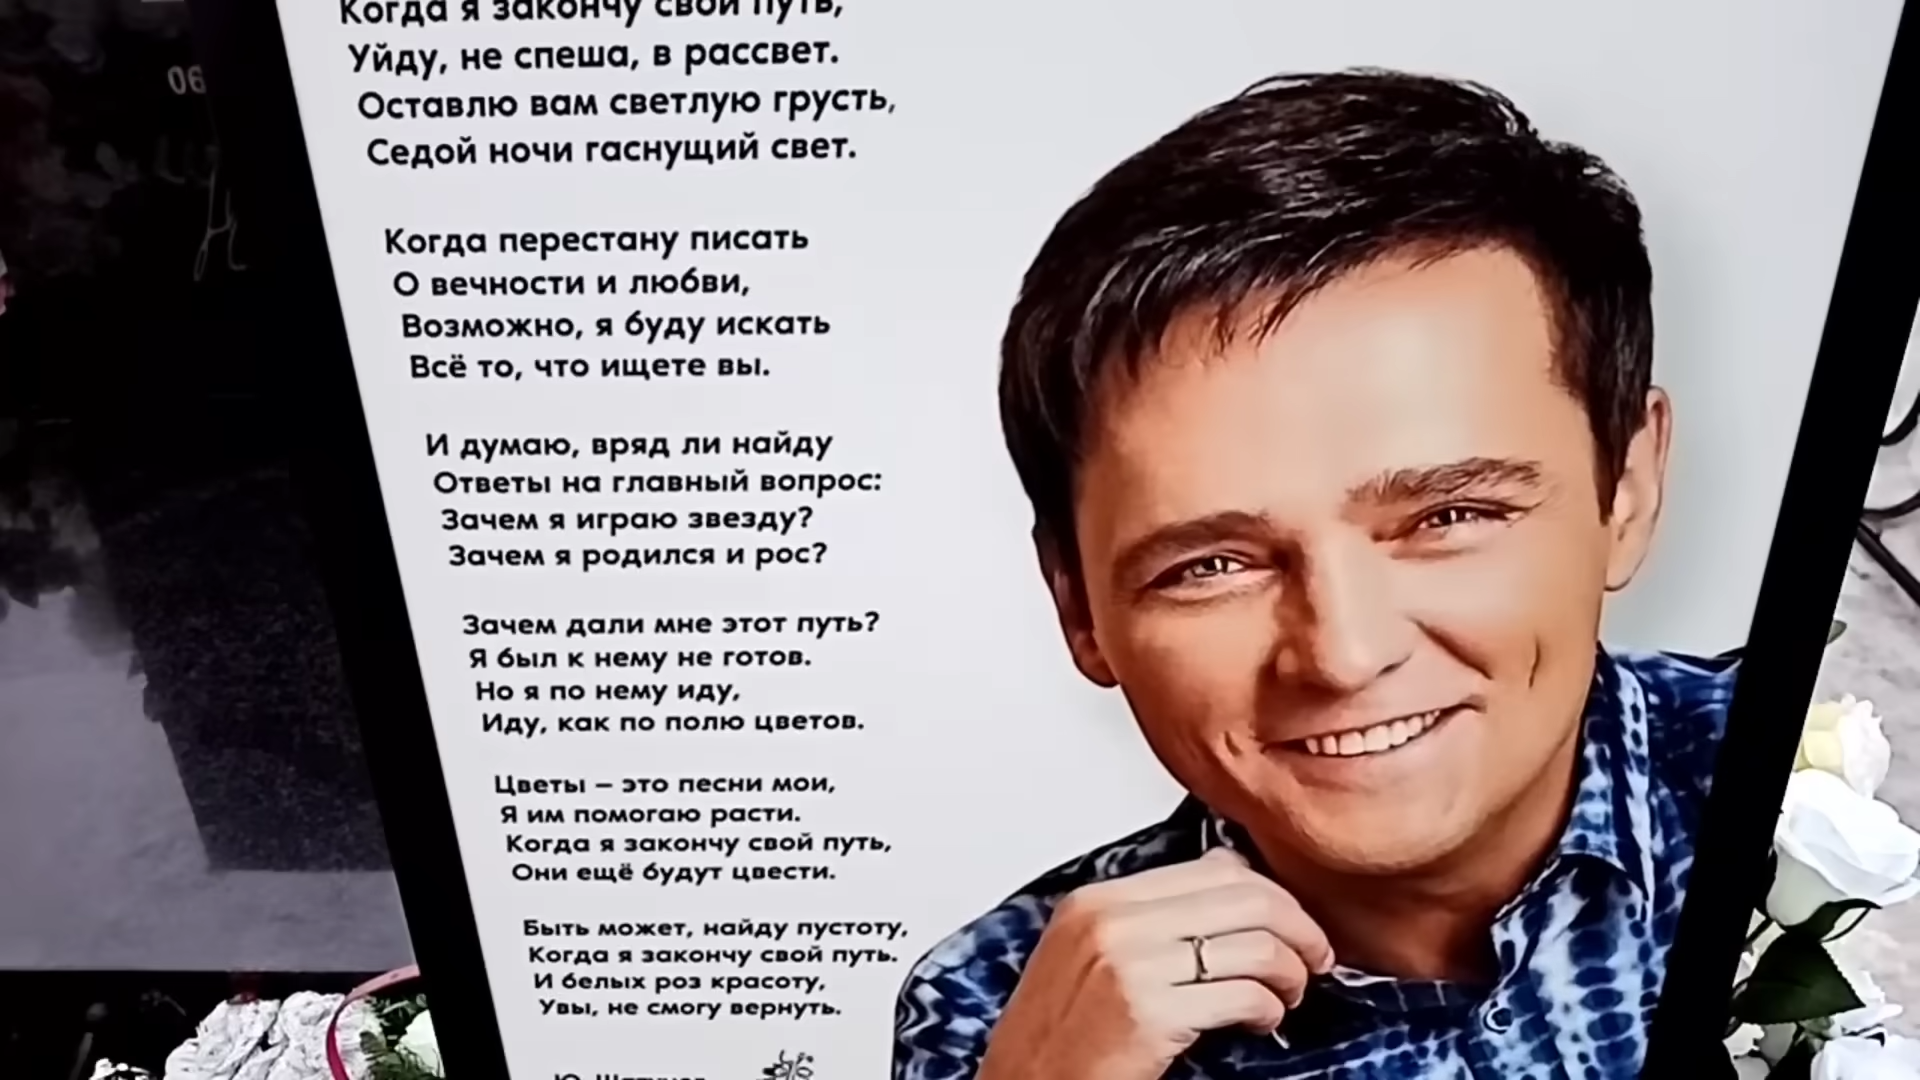 Когда я закончу свой путь,
Уйду, не спеша, в рассвет.
Оставлю вам светлую грусть,
Седой ночи гаснущий свет.
Когда перестану писать
О вечности и любви,
Возможно, я буду искать
Всё то, что ищете вы.
И думаю, вряд ли найду
Ответы на главный вопрос:
Зачем я играю звезду?
Зачем я родился и рос?
Зачем дали мне этот путь?
Я был к нему не готов.
Но я по нему иду,
Иду, как по полю цветов.
Цветы – это песни мои,
Я им помогаю расти.
Когда я закончу свой путь,
Они ещё будут цвести.
Быть может, найду пустоту,
Когда я закончу свой путь.
И белых роз красоту,
Увы, не смогу вернуть.
06